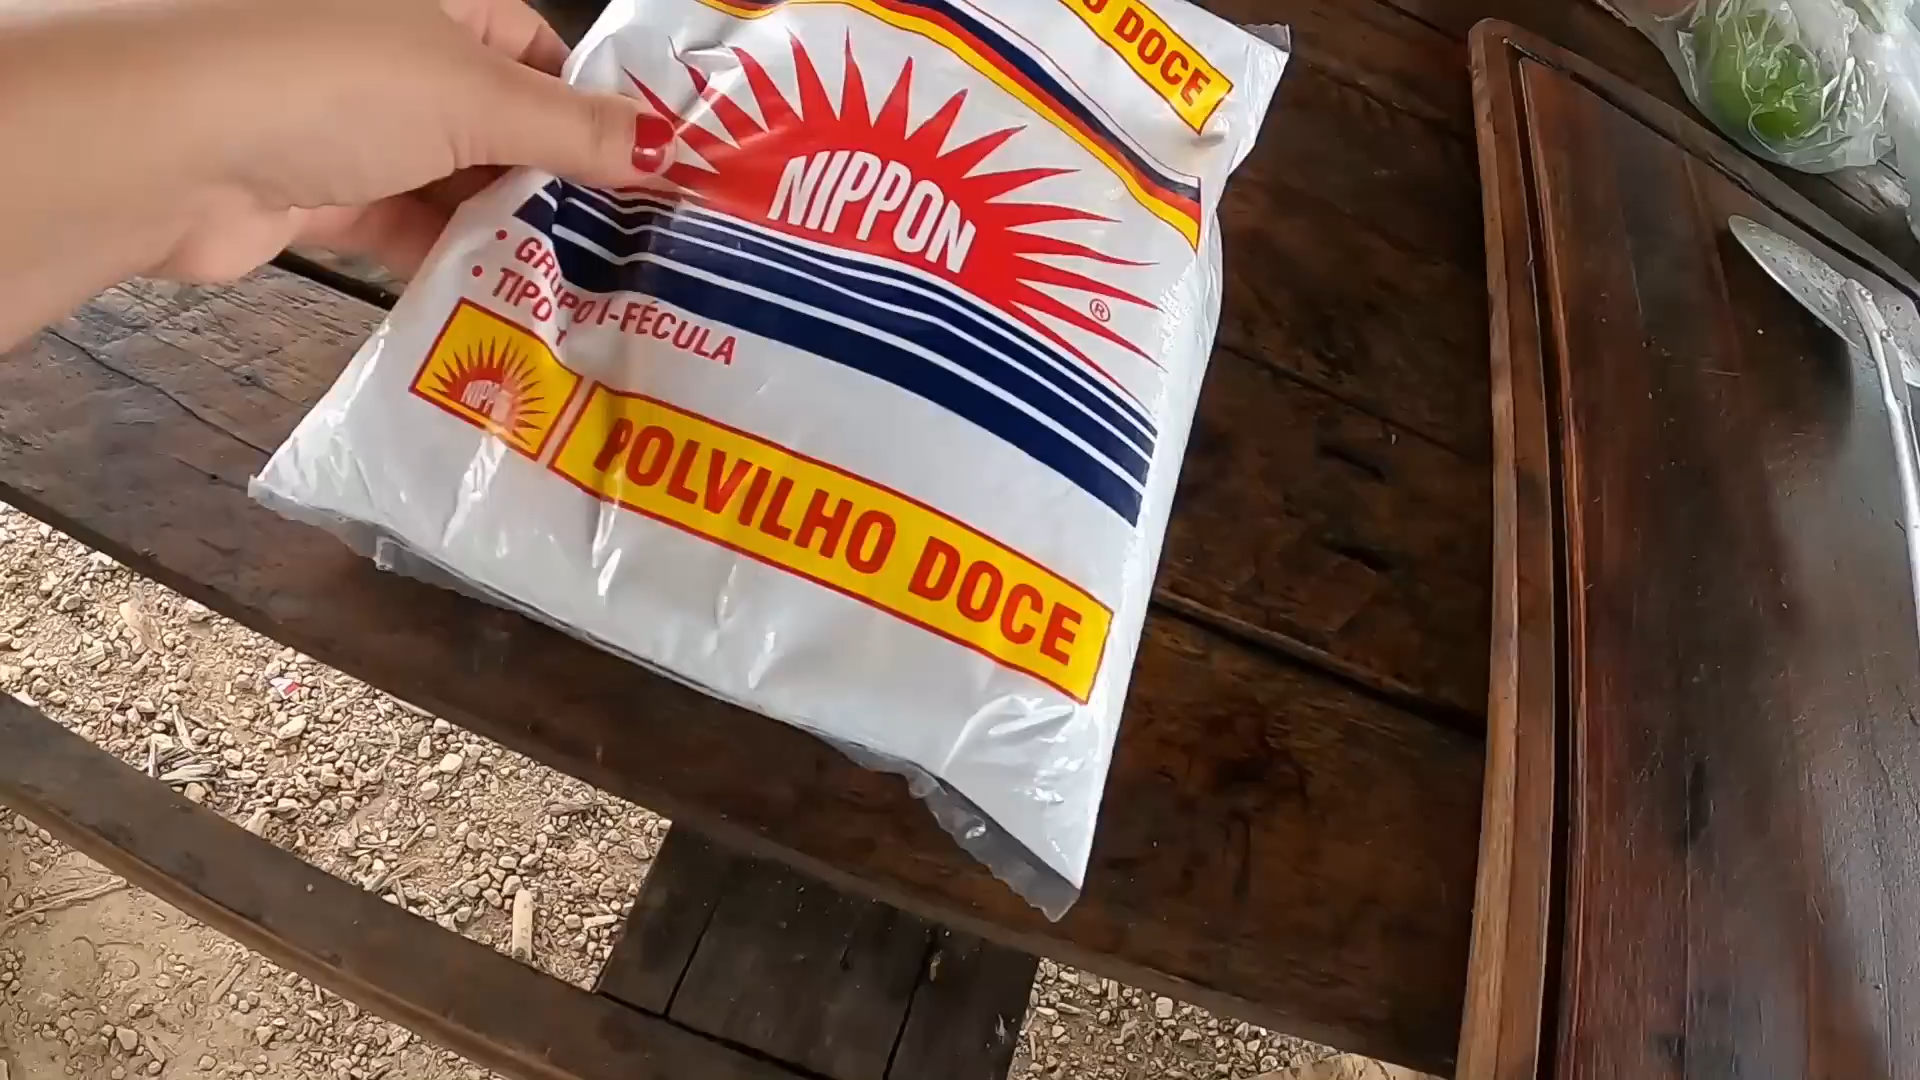 O DOCE
NIPPON
®
• GRUPO I-FÉCULA
• TIPO 1
NIPPON
POLVILHO DOCE